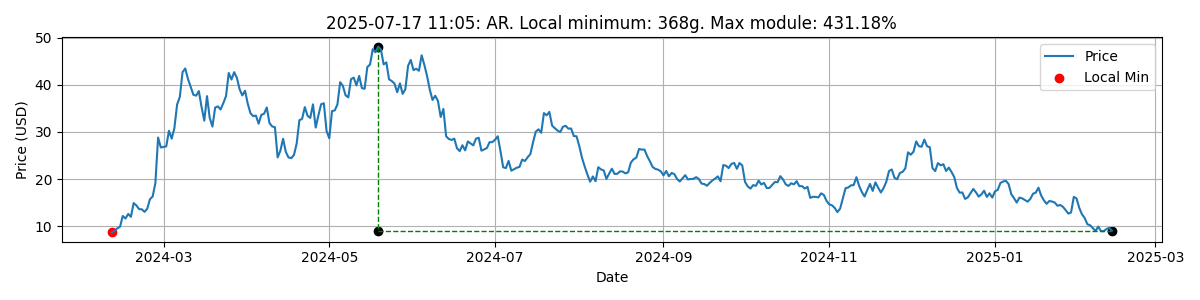 2025-07-17 11:05: AR. Local minimum: 368g. Max module: 431.18%
Price (USD)
50
40
30
20
10
Price
Local Min
2024-03
2024-05
2024-07
2024-09
2024-11
2025-01
2025-03
Date